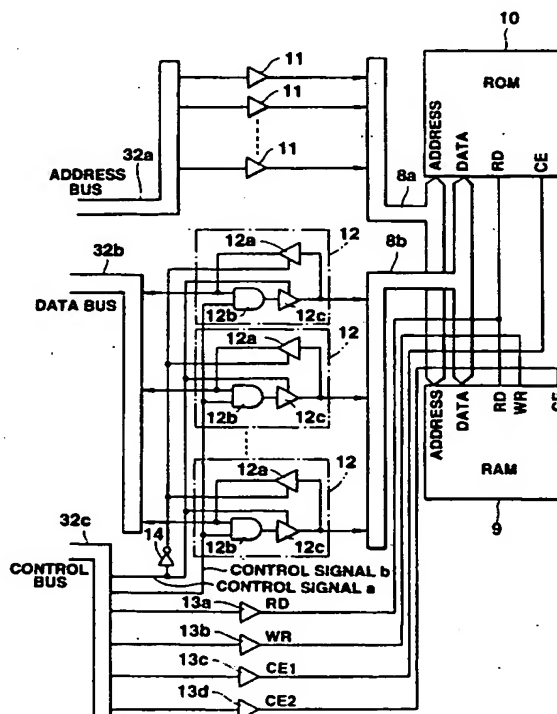 10
ROM
ADDRESS
DATA
RD
CE
11
11
11
32a
ADDRESS
BUS
8a
32b
DATA BUS
12a
12
12b
12c
8b
12a
12
12b
12c
12a
12
12b
12c
ADDRESS
DATA
RD
WR
CE
RAM
9
32c
CONTROL
BUS
14
CONTROL SIGNAL b
CONTROL SIGNAL a
13a
RD
13b
WR
13c
CE1
13d
CE2